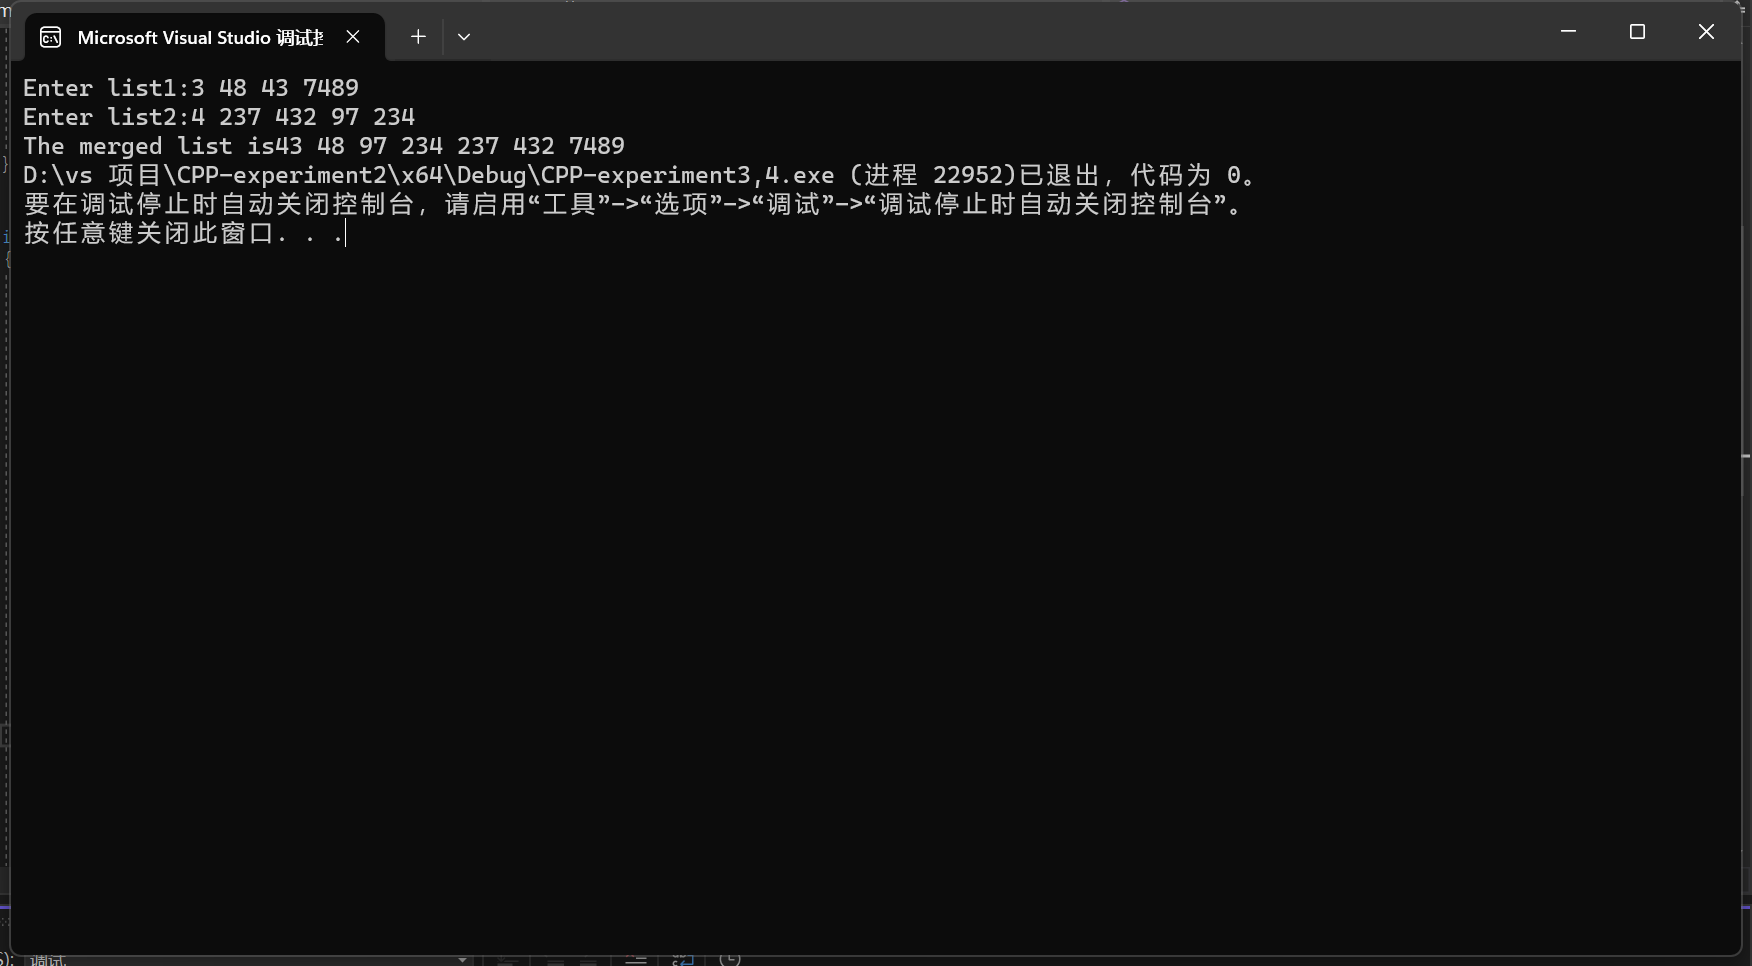 Microsoft Visual Studio 调试
Enter list1:3 48 43 7489
Enter list2:4 237 432 97 234
The merged list is43 48 97 234 237 432 7489
D:\vs 项目\CPP-experiment2\x64\Debug\CPP-experiment3,4.exe (进程 22952)已退出，代码为 0。
要在调试停止时自动关闭控制台，请启用“工具”->“选项”->“调试”->“调试停止时自动关闭控制台”。
按任意键关闭此窗口. . .
调试